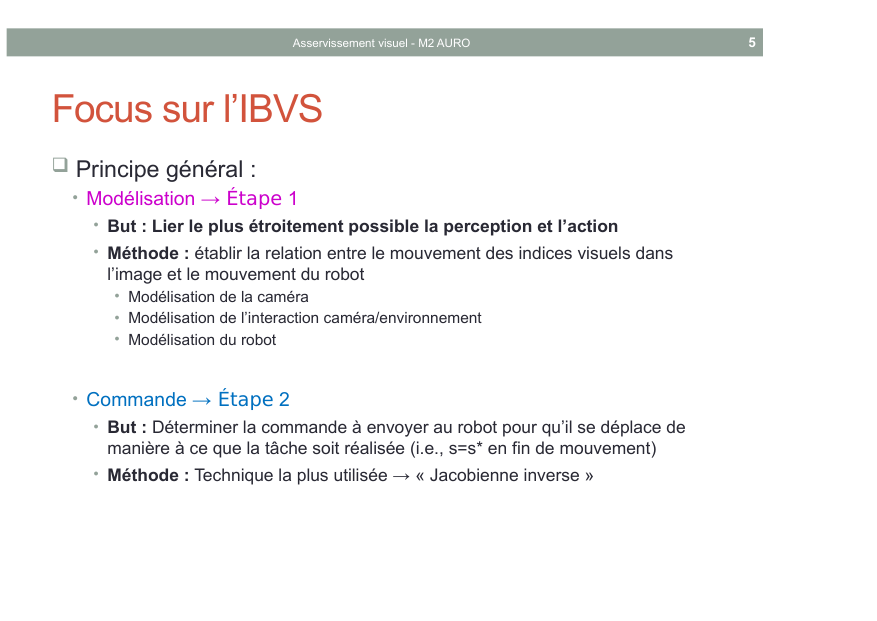 Asservissement visuel - M2 AURO 5
Focus sur l’IBVS
❑ Principe général :
• Modélisation → Étape 1
• But : Lier le plus étroitement possible la perception et l’action
• Méthode : établir la relation entre le mouvement des indices visuels dans
l’image et le mouvement du robot
• Modélisation de la caméra
• Modélisation de l’interaction caméra/environnement
• Modélisation du robot
• Commande → Étape 2
• But : Déterminer la commande à envoyer au robot pour qu’il se déplace de
manière à ce que la tâche soit réalisée (i.e., s=s* en fin de mouvement)
• Méthode : Technique la plus utilisée → « Jacobienne inverse »